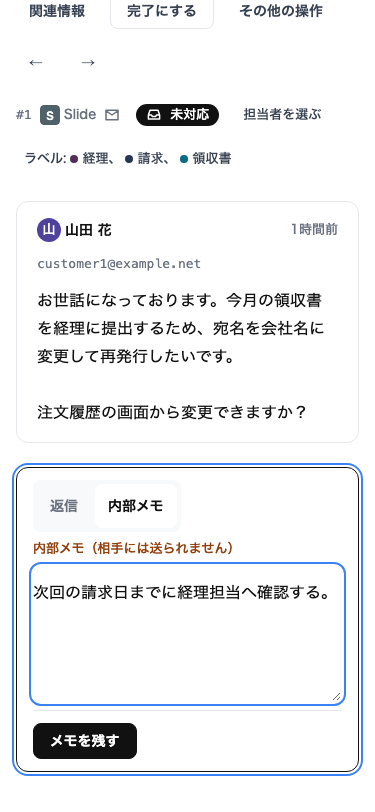 関連情報 完了にする その他の操作
← →
#1 S Slide 未対応 担当者を選ぶ
ラベル: 経理、 請求、 領収書
山 山田 花 1時間前
customer1@example.net
お世話になっております。今月の領収書
を経理に提出するため、宛名を会社名に
変更して再発行したいです。
注文履歴の画面から変更できますか？
返信 内部メモ
内部メモ（相手には送られません）
次回の請求日までに経理担当へ確認する。
メモを残す